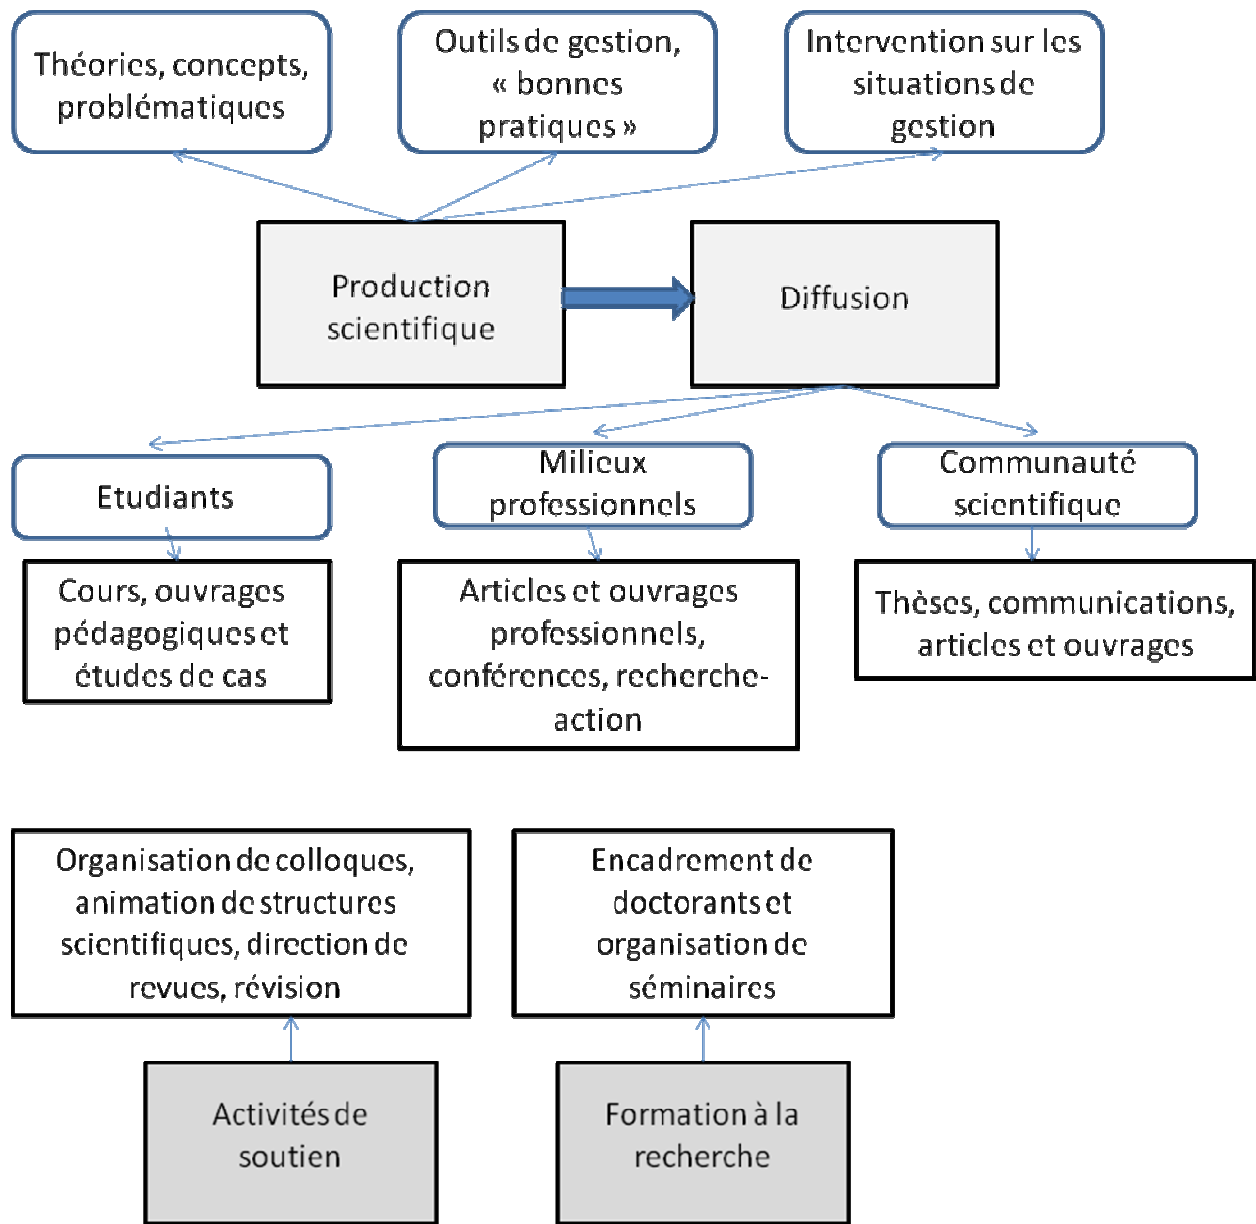 Théories, concepts,
problématiques
Outils de gestion,
« bonnes
pratiques »
Intervention sur les
situations de
gestion
Production
scientifique
Diffusion
Etudiants
Milieux
professionnels
Communauté
scientifique
Cours, ouvrages
pédagogiques et
études de cas
Articles et ouvrages
professionnels,
conférences, recherche-
action
Thèses, communications,
articles et ouvrages
Organisation de colloques,
animation de structures
scientifiques, direction de
revues, révision
Encadrement de
doctorants et
organisation de
séminaires
Activités de
soutien
Formation à la
recherche